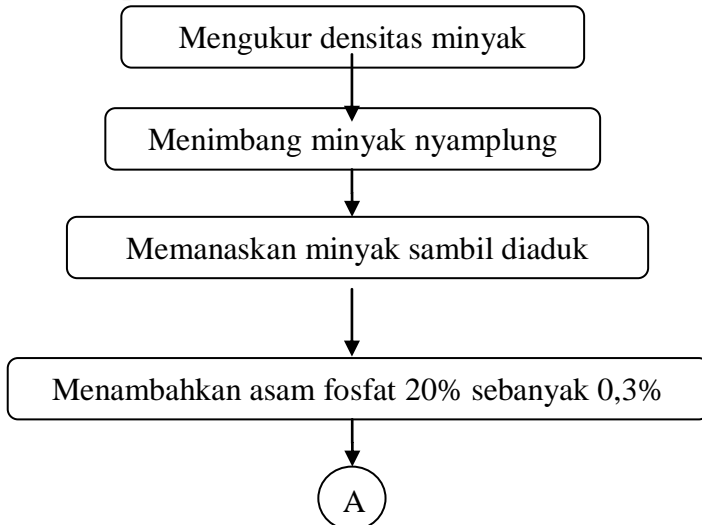 Mengukur densitas minyak
Menimbang minyak nyamplung
Memanaskan minyak sambil diaduk
Menambahkan asam fosfat 20% sebanyak 0,3%
A